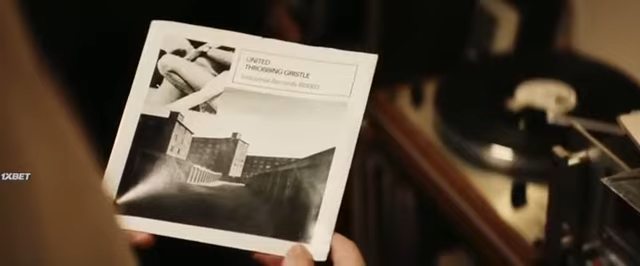 UNITED
THROBBING GRISTLE
Industrial Records IR0003
1XBET